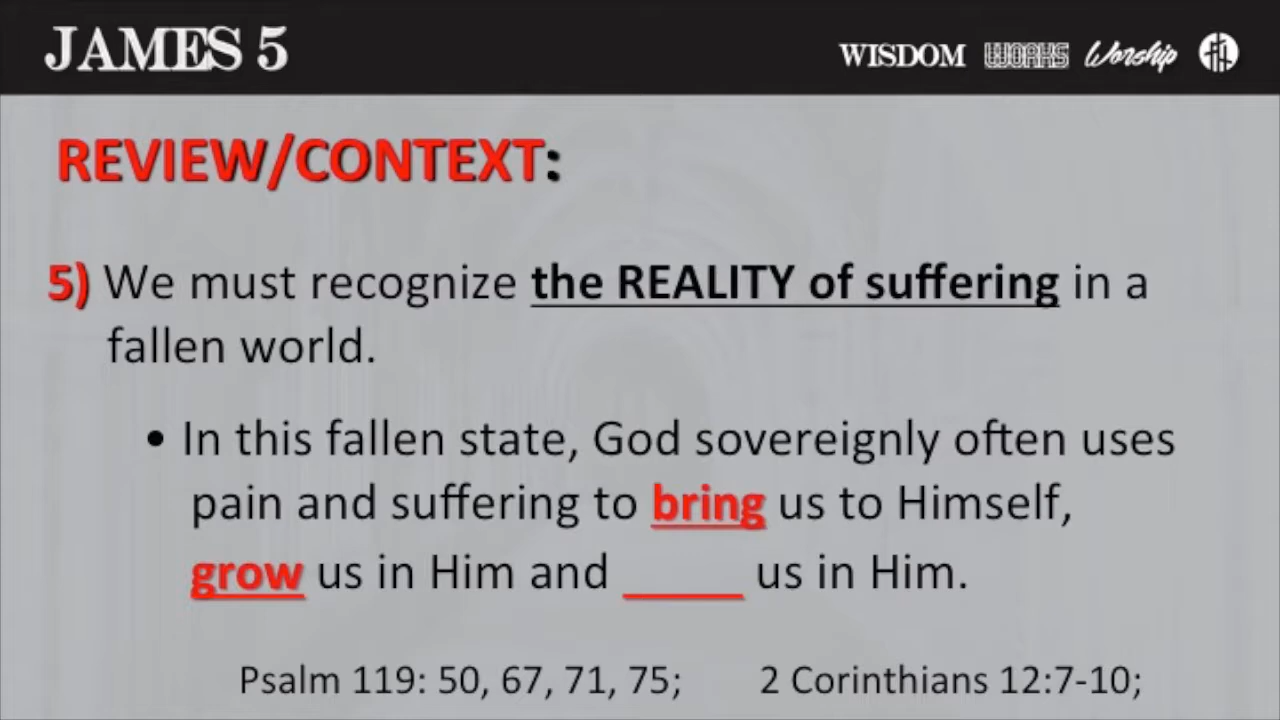 JAMES 5
WISDOM WORKS Worship
REVIEW/CONTEXT:
5) We must recognize the REALITY of suffering in a
fallen world.
• In this fallen state, God sovereignly often uses
pain and suffering to bring us to Himself,
grow us in Him and _____ us in Him.
Psalm 119: 50, 67, 71, 75; 2 Corinthians 12:7-10;